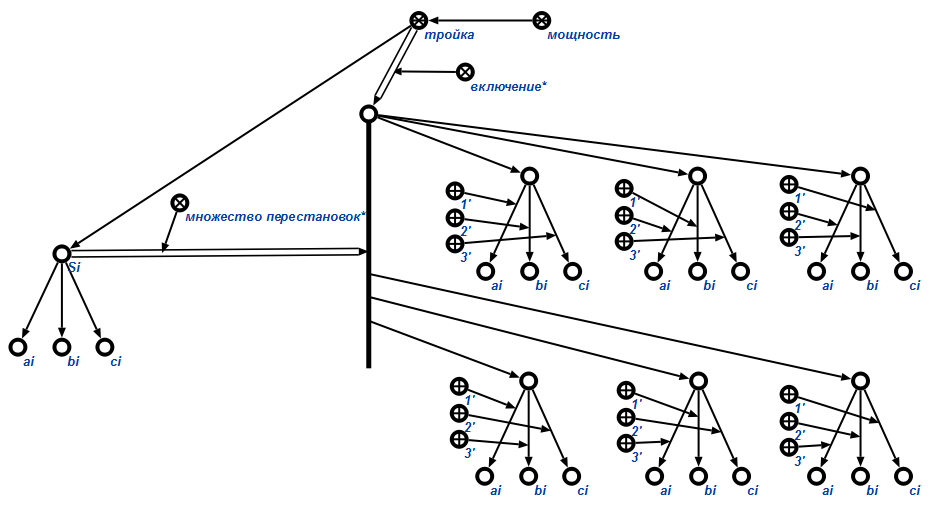 тройка
мощность
включение*
множество перестановок*
Si
ai bi ci
1'
2'
3'
ai bi ci
1'
2'
3'
ai bi ci
1'
2'
3'
ai bi ci
1'
2'
3'
ai bi ci
1'
2'
3'
ai bi ci
1'
2'
3'
ai bi ci